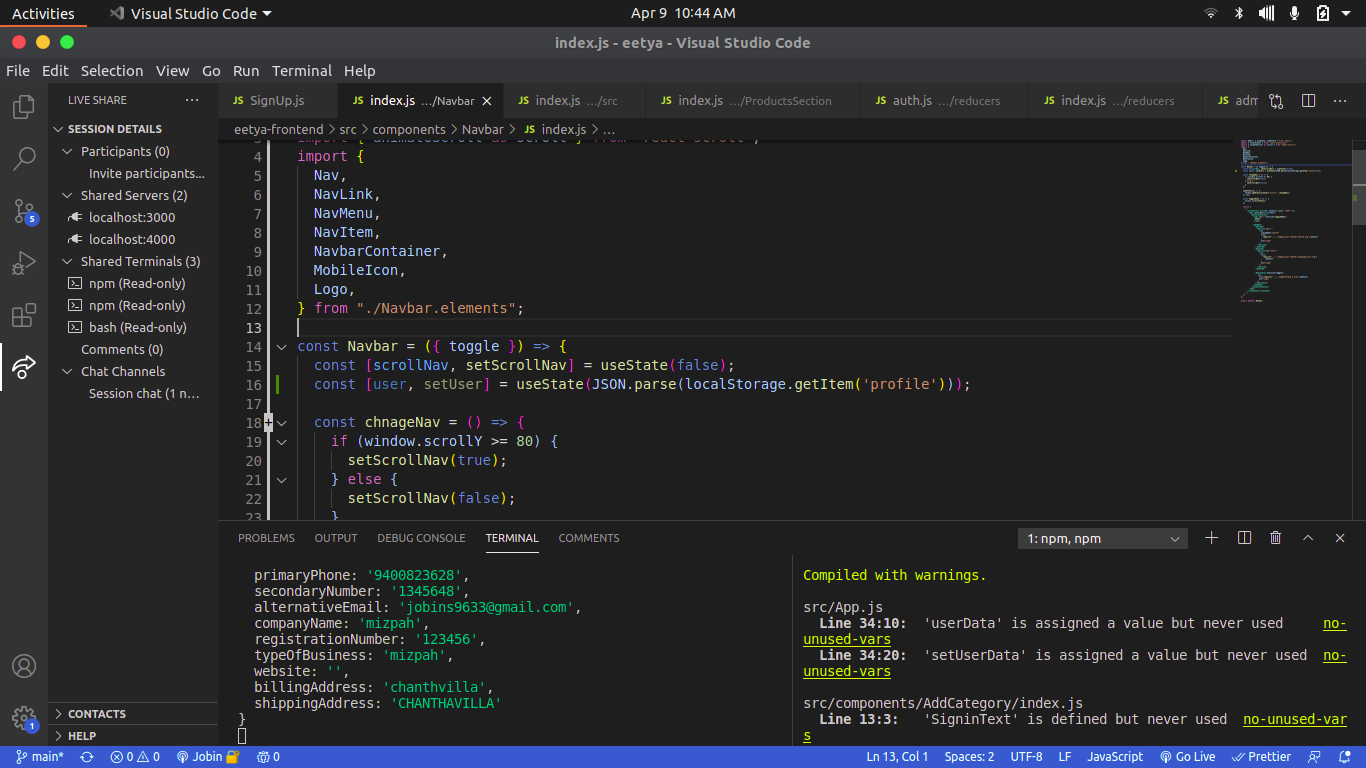 Activities Visual Studio Code Apr 9 10:44 AM
index.js - eetya - Visual Studio Code
File Edit Selection View Go Run Terminal Help
LIVE SHARE ···
SESSION DETAILS
Participants (0)
Invite participants...
Shared Servers (2)
localhost:3000
localhost:4000
Shared Terminals (3)
npm (Read-only)
npm (Read-only)
bash (Read-only)
Comments (0)
Chat Channels
Session chat (1 n...
CONTACTS
HELP
5
1
JS SignUp.js JS index.js .../Navbar JS index.js .../src JS index.js .../ProductsSection JS auth.js .../reducers JS index.js .../reducers JS adm
eetya-frontend > src > components > Navbar > JS index.js > ...
3 import { animateScroll as scroll } from "react-scroll";
4 import {
5 Nav,
6 NavLink,
7 NavMenu,
8 NavItem,
9 NavbarContainer,
10 MobileIcon,
11 Logo,
12 } from "./Navbar.elements";
13
14 const Navbar = ({ toggle }) => {
15 const [scrollNav, setScrollNav] = useState(false);
16 const [user, setUser] = useState(JSON.parse(localStorage.getItem('profile')));
17
18 const chnageNav = () => {
19 if (window.scrollY >= 80) {
20 setScrollNav(true);
21 } else {
22 setScrollNav(false);
23 }
PROBLEMS OUTPUT DEBUG CONSOLE TERMINAL COMMENTS 1: npm, npm
primaryPhone: '9400823628',
secondaryNumber: '1345648',
alternativeEmail: 'jobins9633@gmail.com',
companyName: 'mizpah',
registrationNumber: '123456',
typeOfBusiness: 'mizpah',
website: '',
billingAddress: 'chanthvilla',
shippingAddress: 'CHANTHAVILLA'
}
Compiled with warnings.
src/App.js
Line 34:10: 'userData' is assigned a value but never used no-
unused-vars
Line 34:20: 'setUserData' is assigned a value but never used no-
unused-vars
src/components/AddCategory/index.js
Line 13:3: 'SigninText' is defined but never used no-unused-var
s
main* 0 0 Jobin 0 Ln 13, Col 1 Spaces: 2 UTF-8 LF JavaScript Go Live Prettier